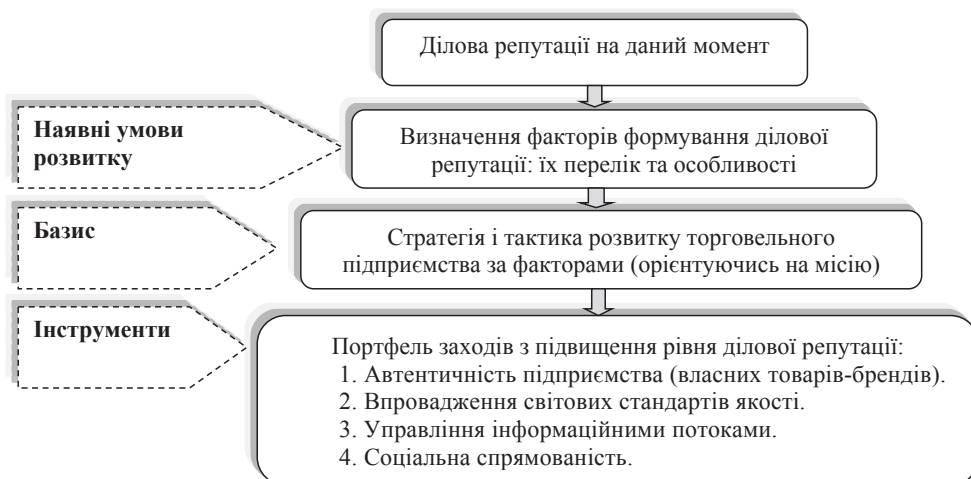 Ділова репутації на даний момент
Наявні умови
розвитку
Визначення факторів формування ділової
репутації: їх перелік та особливості
Базис
Стратегія і тактика розвитку торговельного
підприємства за факторами (орієнтуючись на місію)
Інструменти
Портфель заходів з підвищення рівня ділової репутації:
1. Автентичність підприємства (власних товарів-брендів).
2. Впровадження світових стандартів якості.
3. Управління інформаційними потоками.
4. Соціальна спрямованість.